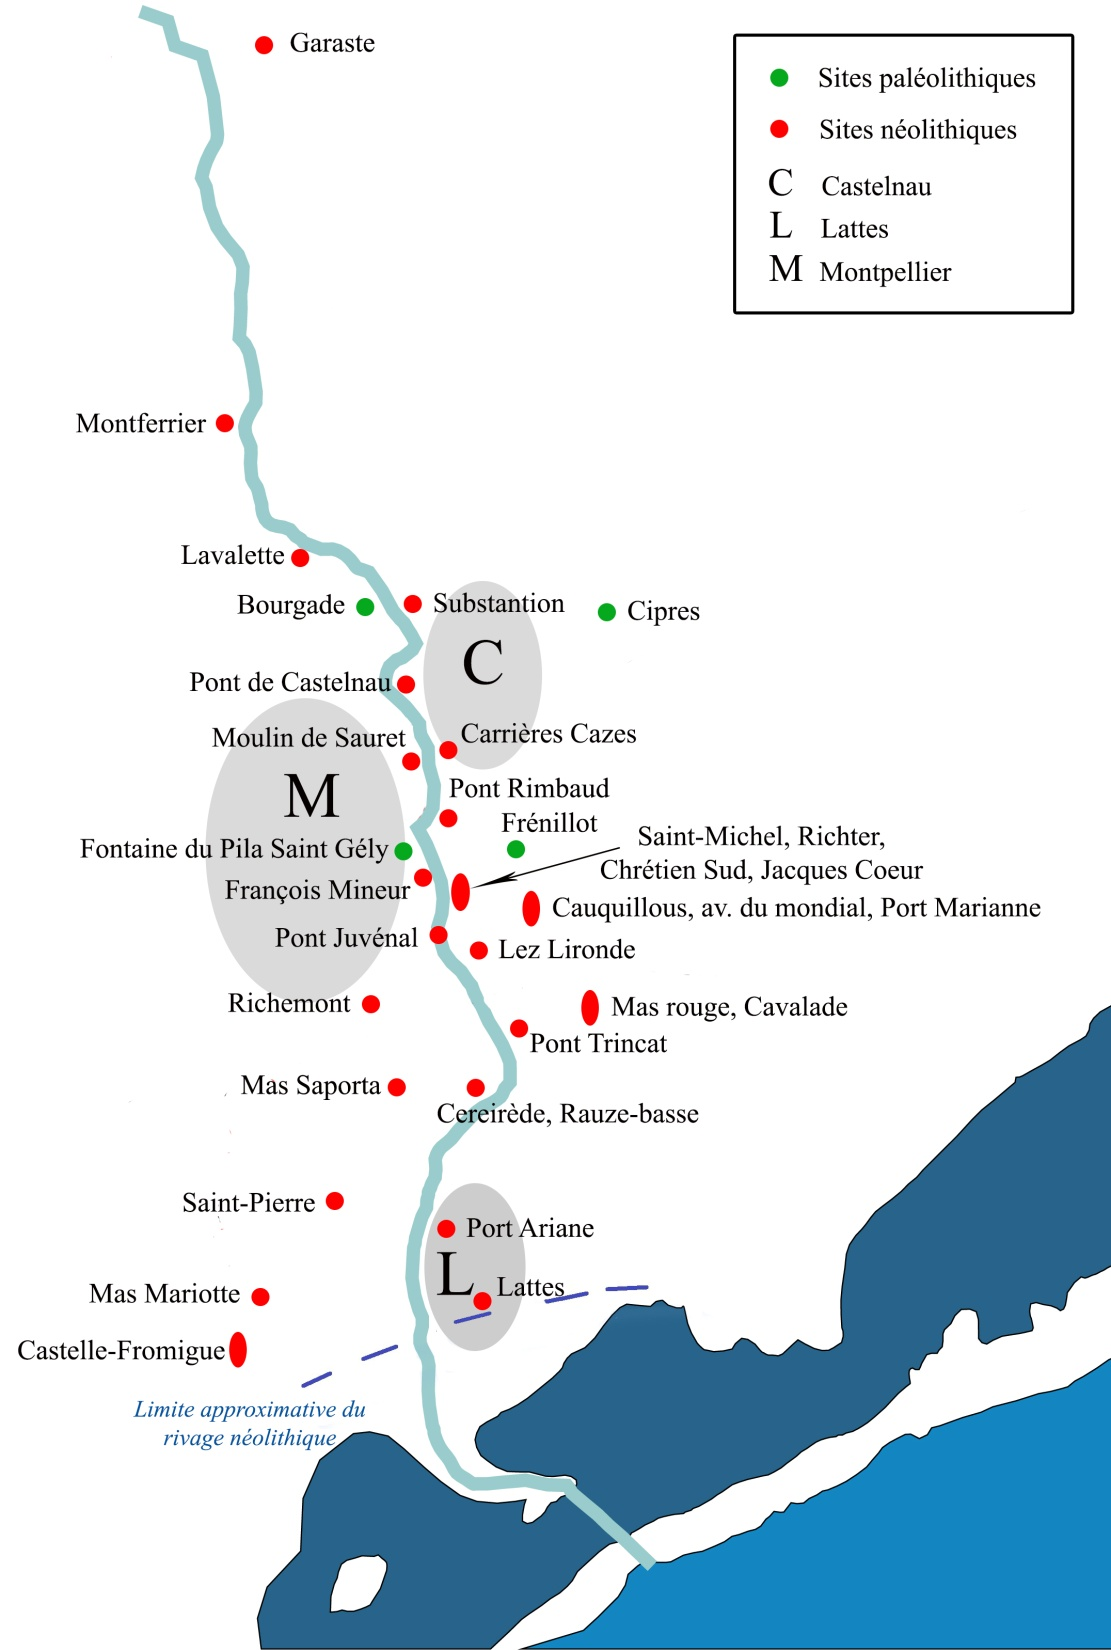 Garaste
Sites paléolithiques
Sites néolithiques
C Castelnau
L Lattes
M Montpellier
Montferrier
Lavalette
Bourgade
Substantion
Cipres
C
Pont de Castelnau
Moulin de Sauret
Carrières Cazes
M
Pont Rimbaud
Frénillot
Saint-Michel, Richter,
Chrétien Sud, Jacques Coeur
Fontaine du Pila Saint Gély
François Mineur
Cauquillous, av. du mondial, Port Marianne
Pont Juvénal
Lez Lironde
Richemont
Mas rouge, Cavalade
Pont Trincat
Mas Saporta
Cereirède, Rauze-basse
Saint-Pierre
Port Ariane
L
Lattes
Mas Mariotte
Castelle-Fromigue
Limite approximative du
rivage néolithique